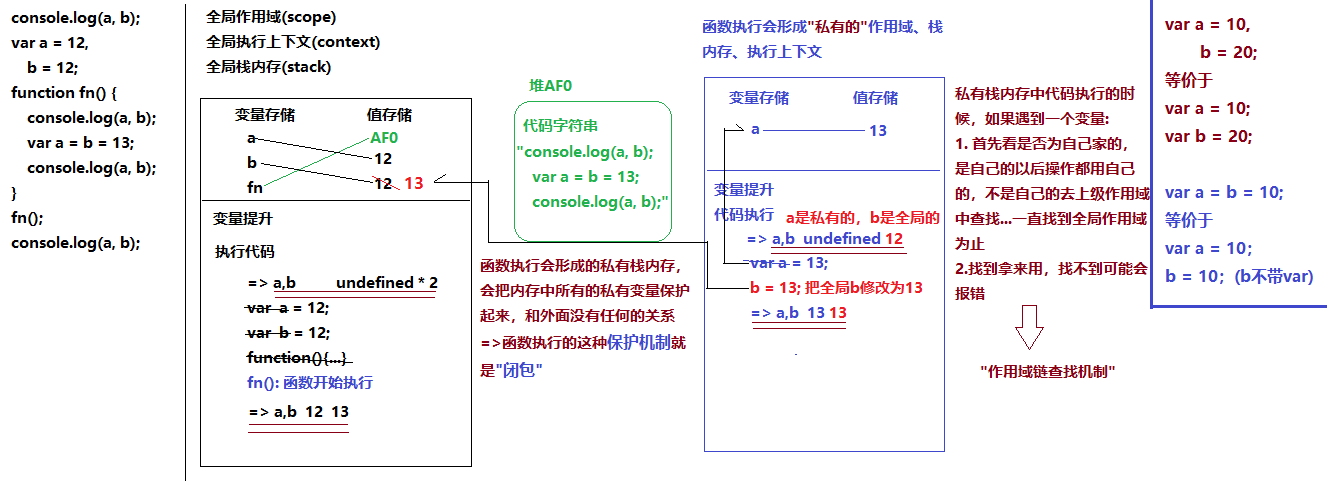 console.log(a, b);
var a = 12,
b = 12;
function fn() {
console.log(a, b);
var a = b = 13;
console.log(a, b);
}
fn();
console.log(a, b);
全局作用域(scope)
全局执行上下文(context)
全局栈内存(stack)
变量存储 值存储
a AF0
b 12
fn 12 13
变量提升
执行代码
=> a,b undefined * 2
var a = 12;
var b = 12;
function(){...}
fn(): 函数开始执行
=> a,b 12 13
堆AF0
代码字符串
"console.log(a, b);
var a = b = 13;
console.log(a, b);"
函数执行会形成的私有栈内存，
会把内存中所有的私有变量保护
起来，和外面没有任何的关系
=>函数执行的这种保护机制就
是"闭包"
函数执行会形成"私有的"作用域、栈
内存、执行上下文
变量存储 值存储
a 13
变量提升
代码执行 a是私有的，b是全局的
=> a,b undefined 12
var a = 13;
b = 13; 把全局b修改为13
=> a,b 13 13
私有栈内存中代码执行的时
候，如果遇到一个变量:
1. 首先看是否为自己家的，
是自己的以后操作都用自己
的，不是自己的去上级作用域
中查找...一直找到全局作用域
为止
2.找到拿来用，找不到可能会
报错
"作用域链查找机制"
var a = 10,
b = 20;
等价于
var a = 10;
var b = 20;
var a = b = 10;
等价于
var a = 10;
b = 10;（b不带var)